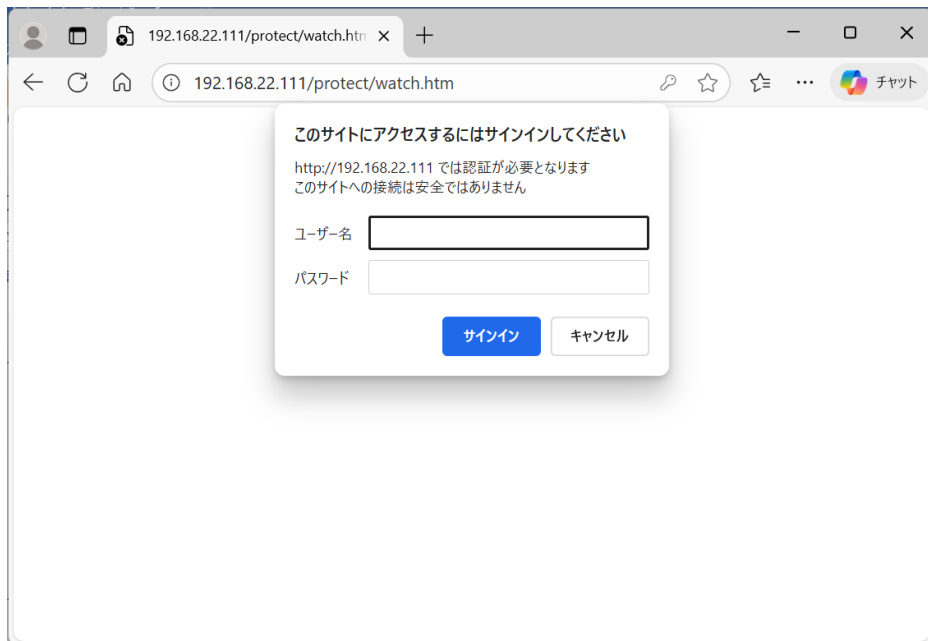 192.168.22.111/protect/watch.htm
192.168.22.111/protect/watch.htm
チャット
このサイトにアクセスするにはサインインしてください
http://192.168.22.111 では認証が必要となります
このサイトへの接続は安全ではありません
ユーザー名
パスワード
サインイン
キャンセル